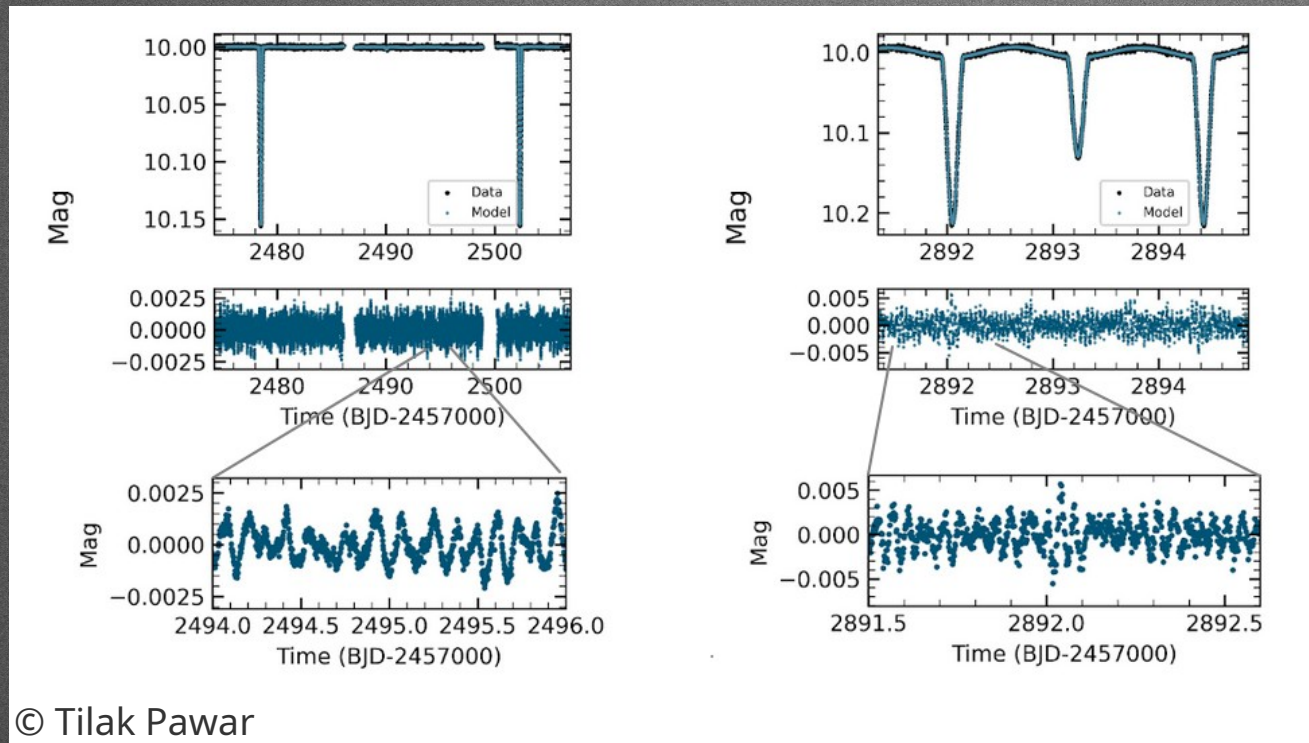 10.00
10.05
10.10
10.15
Mag
Data
Model
2480 2490 2500
0.0025
0.0000
−0.0025
2480 2490 2500
Time (BJD-2457000)
0.0025
0.0000
−0.0025
Mag
2494.0 2494.5 2495.0 2495.5 2496.0
Time (BJD-2457000)
10.0
10.1
10.2
Mag
Data
Model
2892 2893 2894
0.005
0.000
−0.005
2892 2893 2894
Time (BJD-2457000)
0.005
0.000
−0.005
Mag
2891.5 2892.0 2892.5
Time (BJD-2457000)
© Tilak Pawar